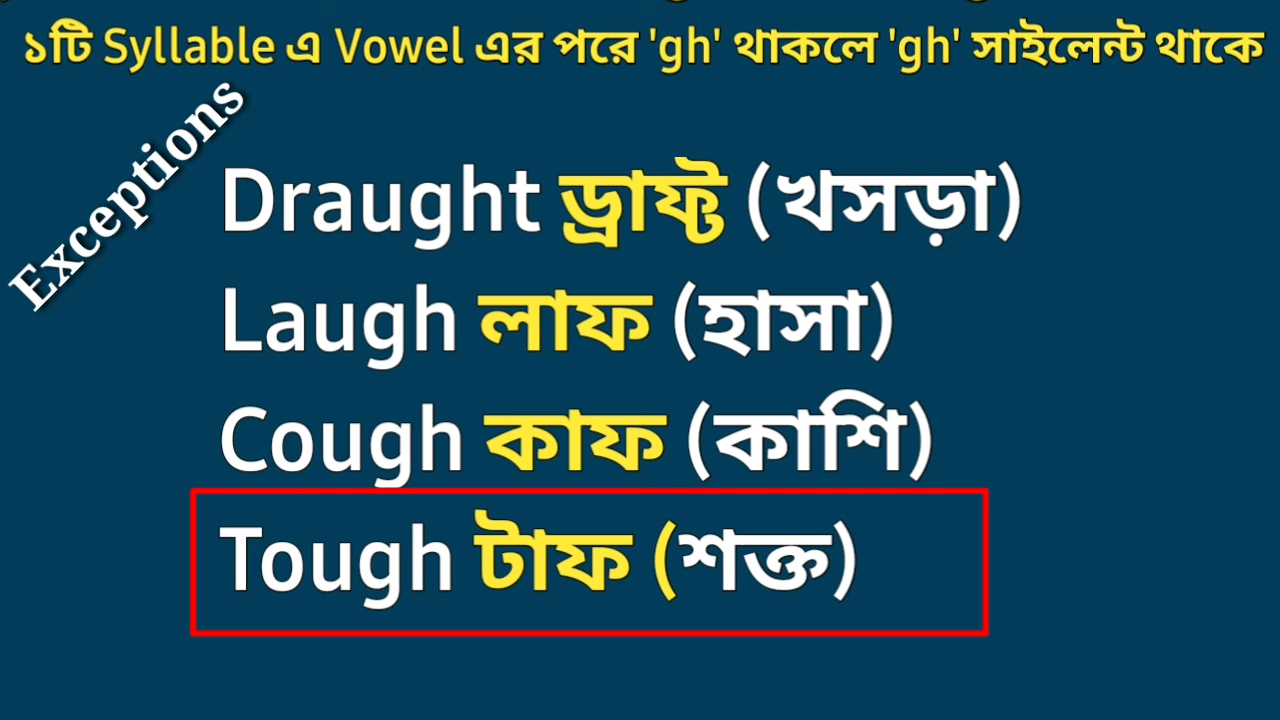 ১টি Syllable এ Vowel এর পরে 'gh' থাকলে 'gh' সাইলেন্ট থাকে
Exceptions
Draught ড্রাফ্ট (খসড়া)
Laugh লাফ (হাসা)
Cough কাফ (কাশি)
Tough টাফ (শক্ত)